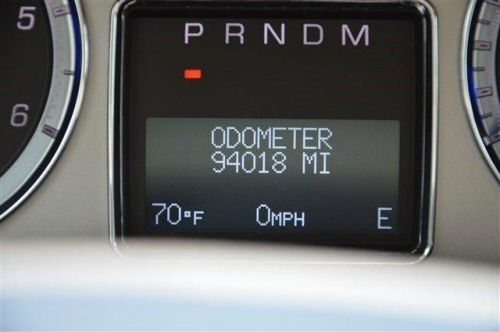 5
6
P R N D M
ODOMETER
94018 MI
70°F 0MPH E